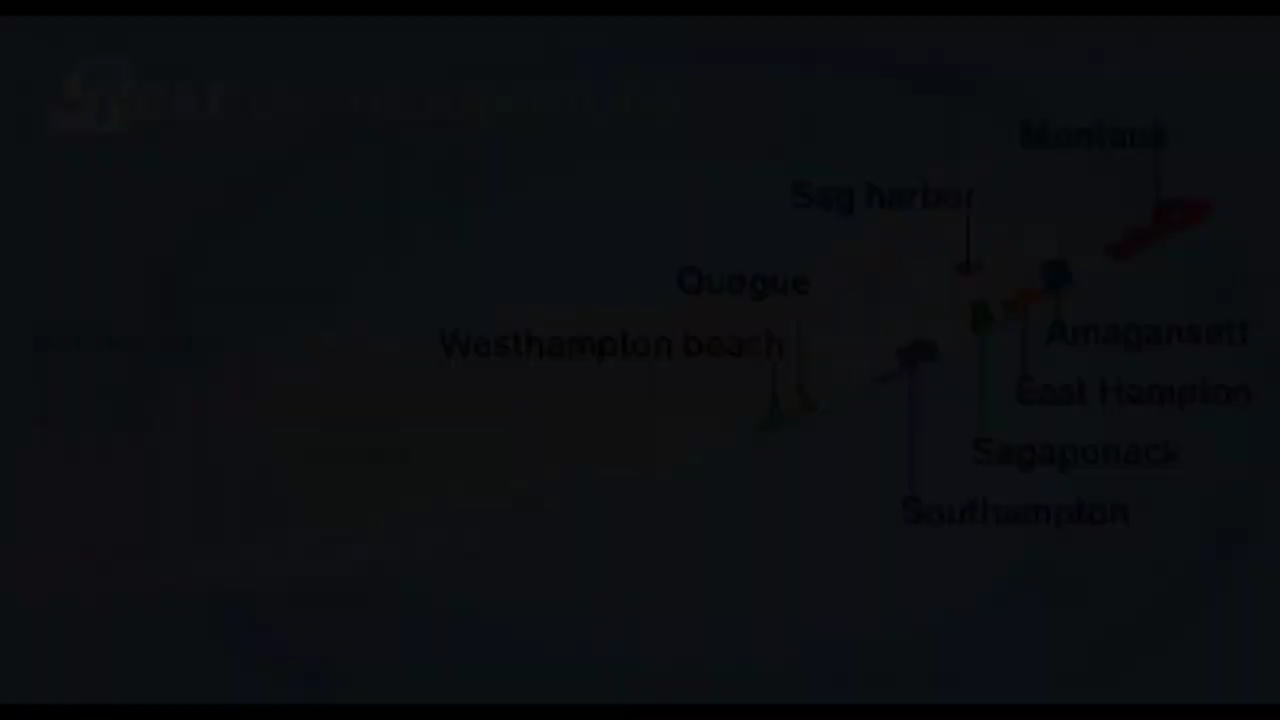 Montauk
Sag harbor
Quogue
Westhampton beach
Amagansett
East Hampton
Sagaponack
Southampton